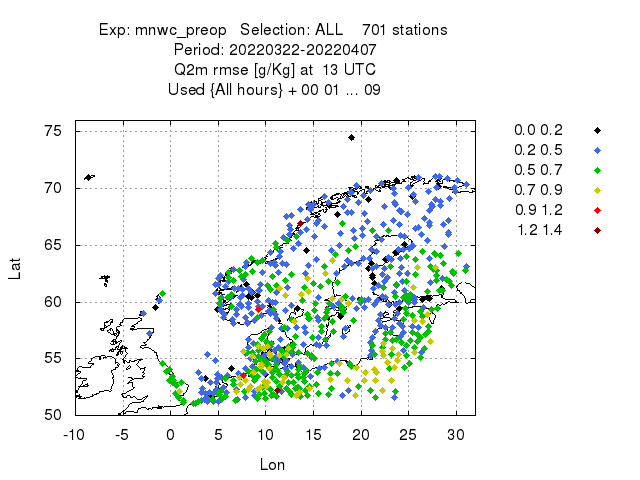 Exp: mnwc_preop Selection: ALL 701 stations
Period: 20220322-20220407
Q2m rmse [g/Kg] at 13 UTC
Used {All hours} + 00 01 ... 09
75
70
65
60
55
50
Lat
-10 -5 0 5 10 15 20 25 30
Lon
0.0 0.2
0.2 0.5
0.5 0.7
0.7 0.9
0.9 1.2
1.2 1.4